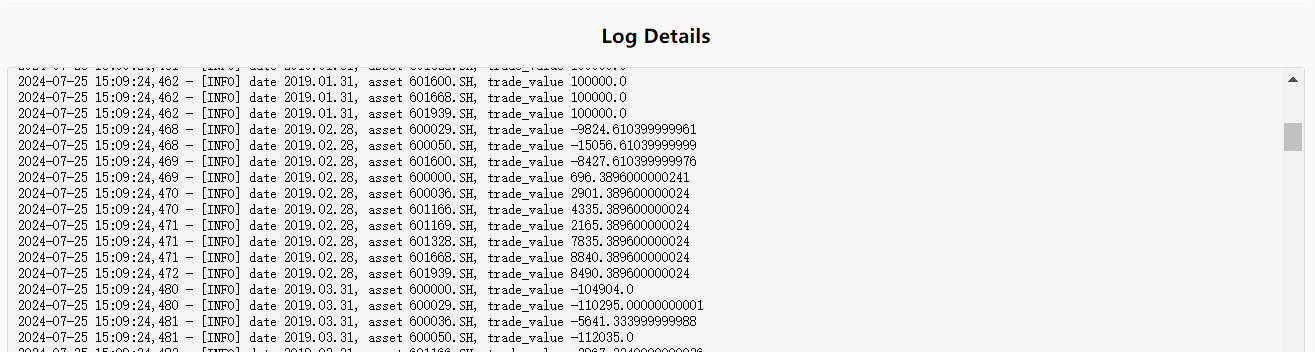 Log Details
2024-07-25 15:09:24,462 - [INFO] date 2019.01.31, asset 601600.SH, trade_value 100000.0
2024-07-25 15:09:24,462 - [INFO] date 2019.01.31, asset 601668.SH, trade_value 100000.0
2024-07-25 15:09:24,462 - [INFO] date 2019.01.31, asset 601939.SH, trade_value 100000.0
2024-07-25 15:09:24,468 - [INFO] date 2019.02.28, asset 600029.SH, trade_value -9824.610399999961
2024-07-25 15:09:24,468 - [INFO] date 2019.02.28, asset 600050.SH, trade_value -15056.61039999999
2024-07-25 15:09:24,469 - [INFO] date 2019.02.28, asset 601600.SH, trade_value -8427.610399999976
2024-07-25 15:09:24,469 - [INFO] date 2019.02.28, asset 600000.SH, trade_value 696.3896000000241
2024-07-25 15:09:24,470 - [INFO] date 2019.02.28, asset 600036.SH, trade_value 2901.389600000024
2024-07-25 15:09:24,470 - [INFO] date 2019.02.28, asset 601166.SH, trade_value 4335.389600000024
2024-07-25 15:09:24,471 - [INFO] date 2019.02.28, asset 601169.SH, trade_value 2165.389600000024
2024-07-25 15:09:24,471 - [INFO] date 2019.02.28, asset 601328.SH, trade_value 7835.389600000024
2024-07-25 15:09:24,471 - [INFO] date 2019.02.28, asset 601668.SH, trade_value 8840.389600000024
2024-07-25 15:09:24,472 - [INFO] date 2019.02.28, asset 601939.SH, trade_value 8490.389600000024
2024-07-25 15:09:24,480 - [INFO] date 2019.03.31, asset 600000.SH, trade_value -104904.0
2024-07-25 15:09:24,480 - [INFO] date 2019.03.31, asset 600029.SH, trade_value -110295.00000000001
2024-07-25 15:09:24,481 - [INFO] date 2019.03.31, asset 600036.SH, trade_value -5641.333999999988
2024-07-25 15:09:24,481 - [INFO] date 2019.03.31, asset 600050.SH, trade_value -112035.0